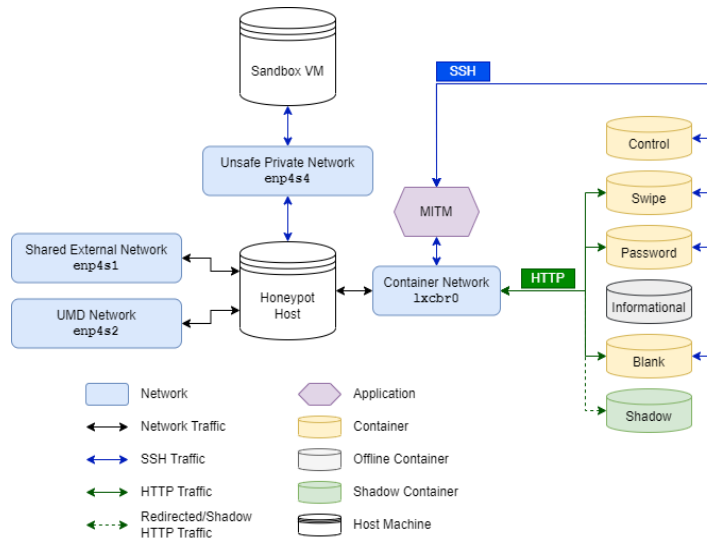 Sandbox VM
SSH
Unsafe Private Network
enp4s4
Control
MITM
Swipe
Shared External Network
enp4s1
Password
Honeypot
Host
Container Network
lxcbr0
HTTP
UMD Network
enp4s2
Informational
Blank
Shadow
Network
Network Traffic
SSH Traffic
HTTP Traffic
Redirected/Shadow
HTTP Traffic
Application
Container
Offline Container
Shadow Container
Host Machine